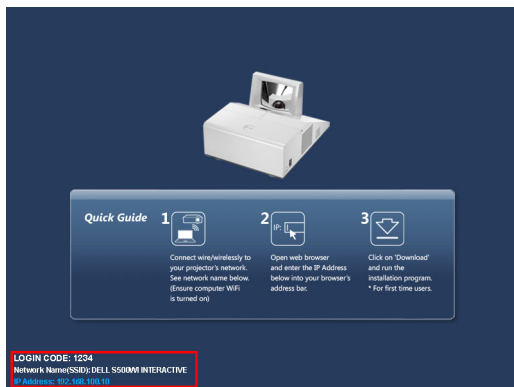 Quick Guide
1
Connect wire/wirelessly to
your projector's network.
See network name below.
(Ensure computer WiFi
is turned on)
2
IP:
Open web browser
and enter the IP Address
below into your browser's
address bar.
3
Click on 'Download'
and run the
installation program.
* For first time users.
LOGIN CODE: 1234
Network Name(SSID): DELL S500WI INTERACTIVE
IP Address: 192.168.100.10